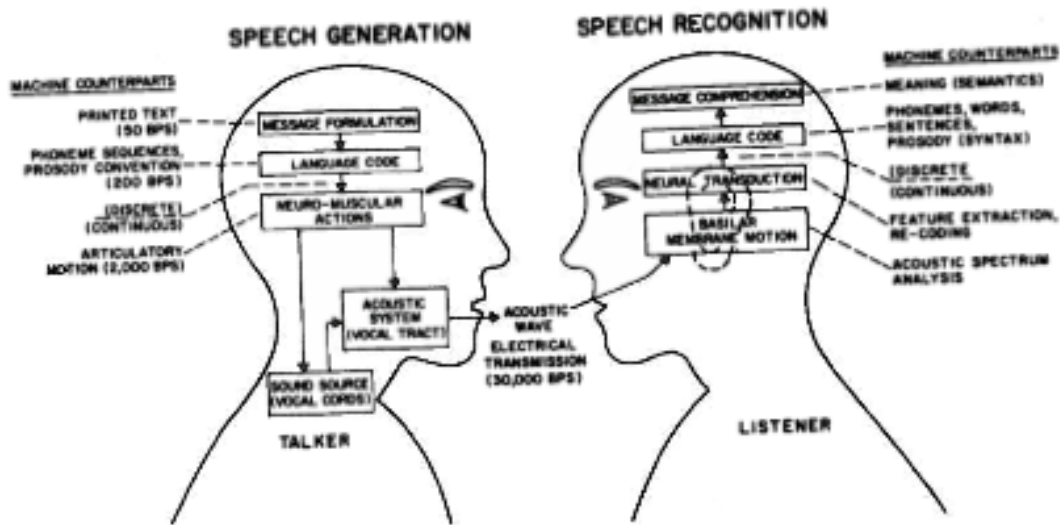 SPEECH GENERATION
MACHINE COUNTERPARTS
PRINTED TEXT
(50 BPS)
PHONEME SEQUENCES,
PROSODY CONVENTION
(200 BPS)
(DISCRETE)
(CONTINUOUS)
ARTICULATORY
MOTION (2,000 BPS)
MESSAGE FORMULATION
LANGUAGE CODE
NEURO-MUSCULAR
ACTIONS
ACOUSTIC
SYSTEM
(VOCAL TRACT)
SOUND SOURCE
(VOCAL CORDS)
TALKER
ACOUSTIC
WAVE
ELECTRICAL
TRANSMISSION
(30,000 BPS)
SPEECH RECOGNITION
MACHINE COUNTERPARTS
MESSAGE COMPREHENSION
LANGUAGE CODE
NEURAL TRANSDUCTION
BASILAR
MEMBRANE MOTION
MEANING (SEMANTICS)
PHONEMES, WORDS,
SENTENCES,
PROSODY (SYNTAX)
(DISCRETE)
(CONTINUOUS)
FEATURE EXTRACTION,
RE-CODING
ACOUSTIC SPECTRUM
ANALYSIS
LISTENER